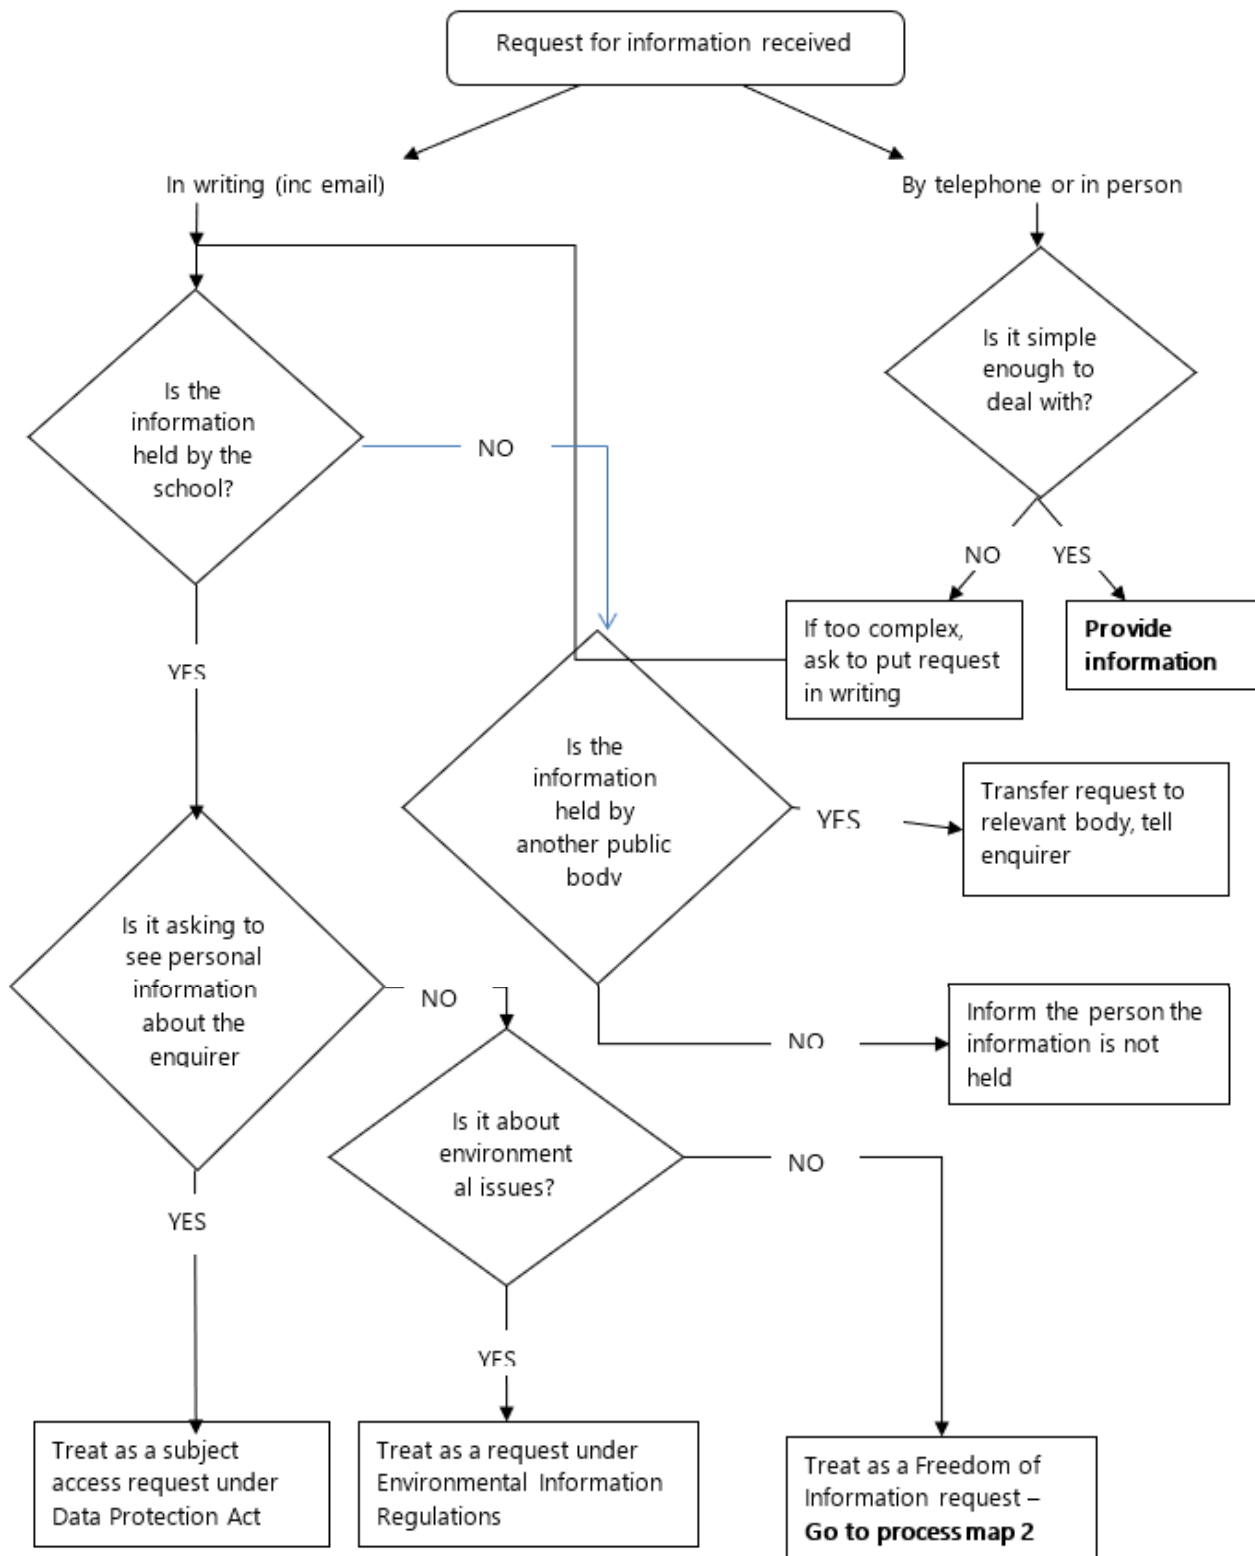 Request for information received
In writing (inc email)
By telephone or in person
Is it simple
enough to
deal with?
Is the
information
held by the
school?
NO
NO
YES
If too complex,
ask to put request
in writing
Provide
information
YES
Is the
information
held by
another public
body
YES
Transfer request to
relevant body, tell
enquirer
Is it asking to
see personal
information
about the
enquirer
NO
Inform the person the
information is not
held
NO
Is it about
environment
al issues?
NO
YES
YES
Treat as a subject
access request under
Data Protection Act
Treat as a request under
Environmental Information
Regulations
Treat as a Freedom of
Information request –
Go to process map 2